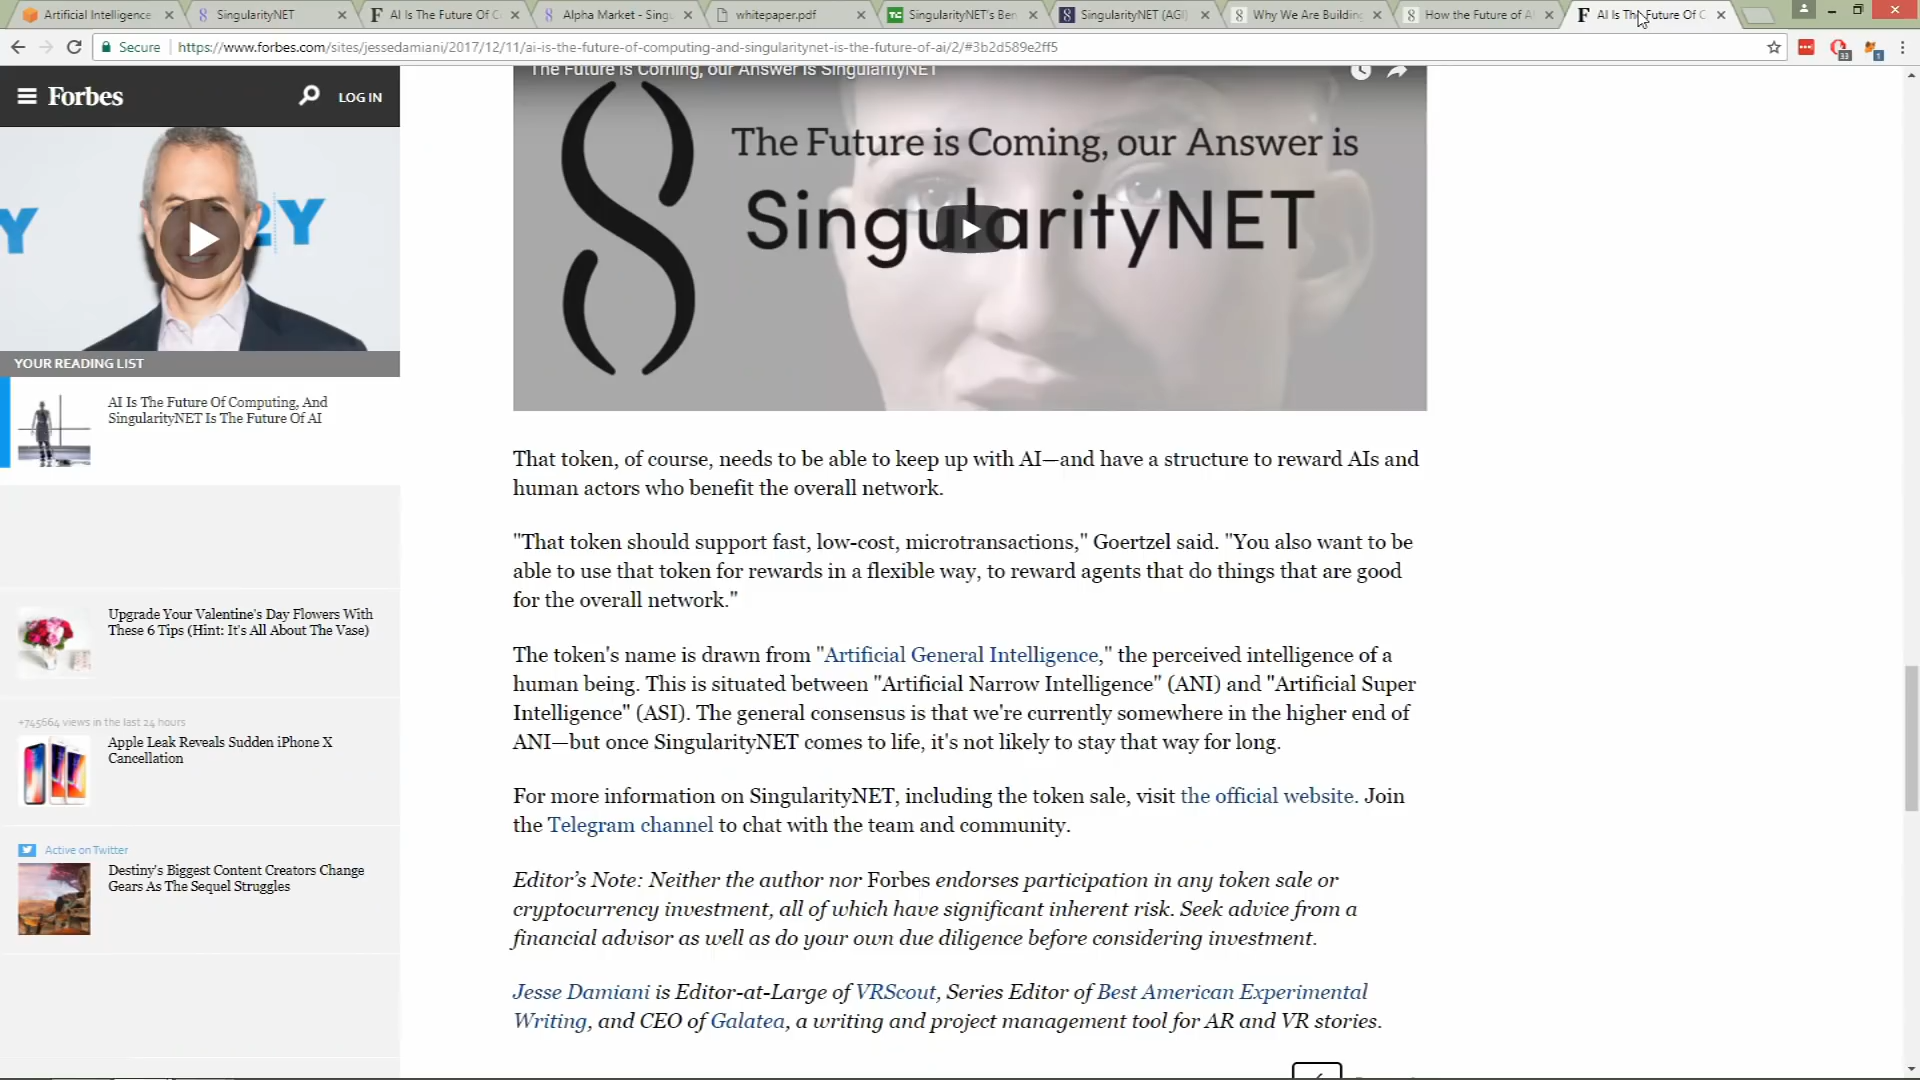 Artificial Intelligence
SingularityNET
AI Is The Future Of C
Alpha Market - Sing
whitepaper.pdf
SingularityNET's Ben
SingularityNET (AGI)
Why We Are Building
How the Future of A
AI Is The Future Of C
Secure
https://www.forbes.com/sites/jessedamiani/2017/12/11/ai-is-the-future-of-computing-and-singularitynet-is-the-future-of-ai/2/#3b2d589e2ff5
Forbes
LOG IN
Y
2Y
YOUR READING LIST
AI Is The Future Of Computing, And
SingularityNET Is The Future Of AI
Upgrade Your Valentine's Day Flowers With
These 6 Tips (Hint: It's All About The Vase)
+745664 views in the last 24 hours
Apple Leak Reveals Sudden iPhone X
Cancellation
Active on Twitter
Destiny's Biggest Content Creators Change
Gears As The Sequel Struggles
The Future is Coming, our Answer is SingularityNET
The Future is Coming, our Answer is
SingularityNET
That token, of course, needs to be able to keep up with AI—and have a structure to reward AIs and
human actors who benefit the overall network.
"That token should support fast, low-cost, microtransactions," Goertzel said. "You also want to be
able to use that token for rewards in a flexible way, to reward agents that do things that are good
for the overall network."
The token's name is drawn from "Artificial General Intelligence," the perceived intelligence of a
human being. This is situated between "Artificial Narrow Intelligence" (ANI) and "Artificial Super
Intelligence" (ASI). The general consensus is that we're currently somewhere in the higher end of
ANI—but once SingularityNET comes to life, it's not likely to stay that way for long.
For more information on SingularityNET, including the token sale, visit the official website. Join
the Telegram channel to chat with the team and community.
Editor's Note: Neither the author nor Forbes endorses participation in any token sale or
cryptocurrency investment, all of which have significant inherent risk. Seek advice from a
financial advisor as well as do your own due diligence before considering investment.
Jesse Damiani is Editor-at-Large of VRScout, Series Editor of Best American Experimental
Writing, and CEO of Galatea, a writing and project management tool for AR and VR stories.